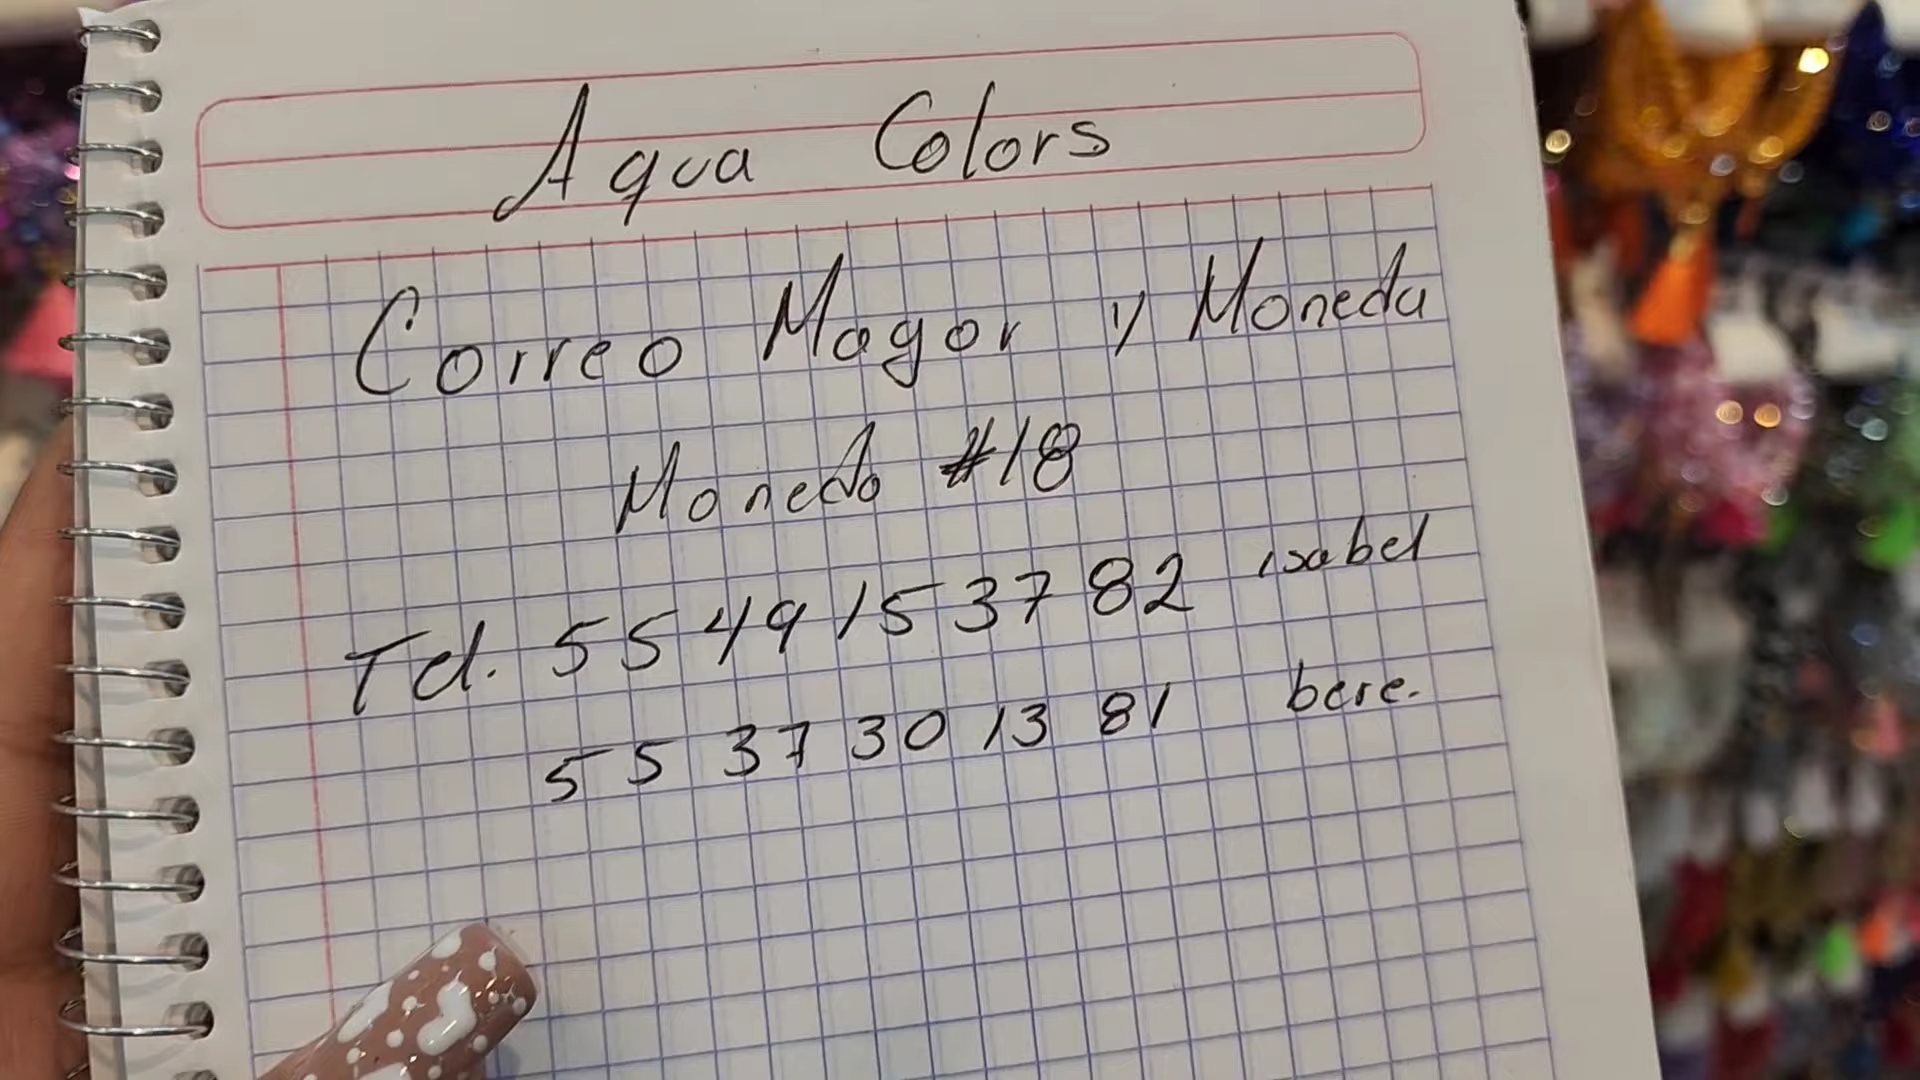 Aqua Colors
Correo Mayor y Moneda
Moneda #18
Tel. 55 49 15 37 82 isabel
55 37 30 13 81 bere.